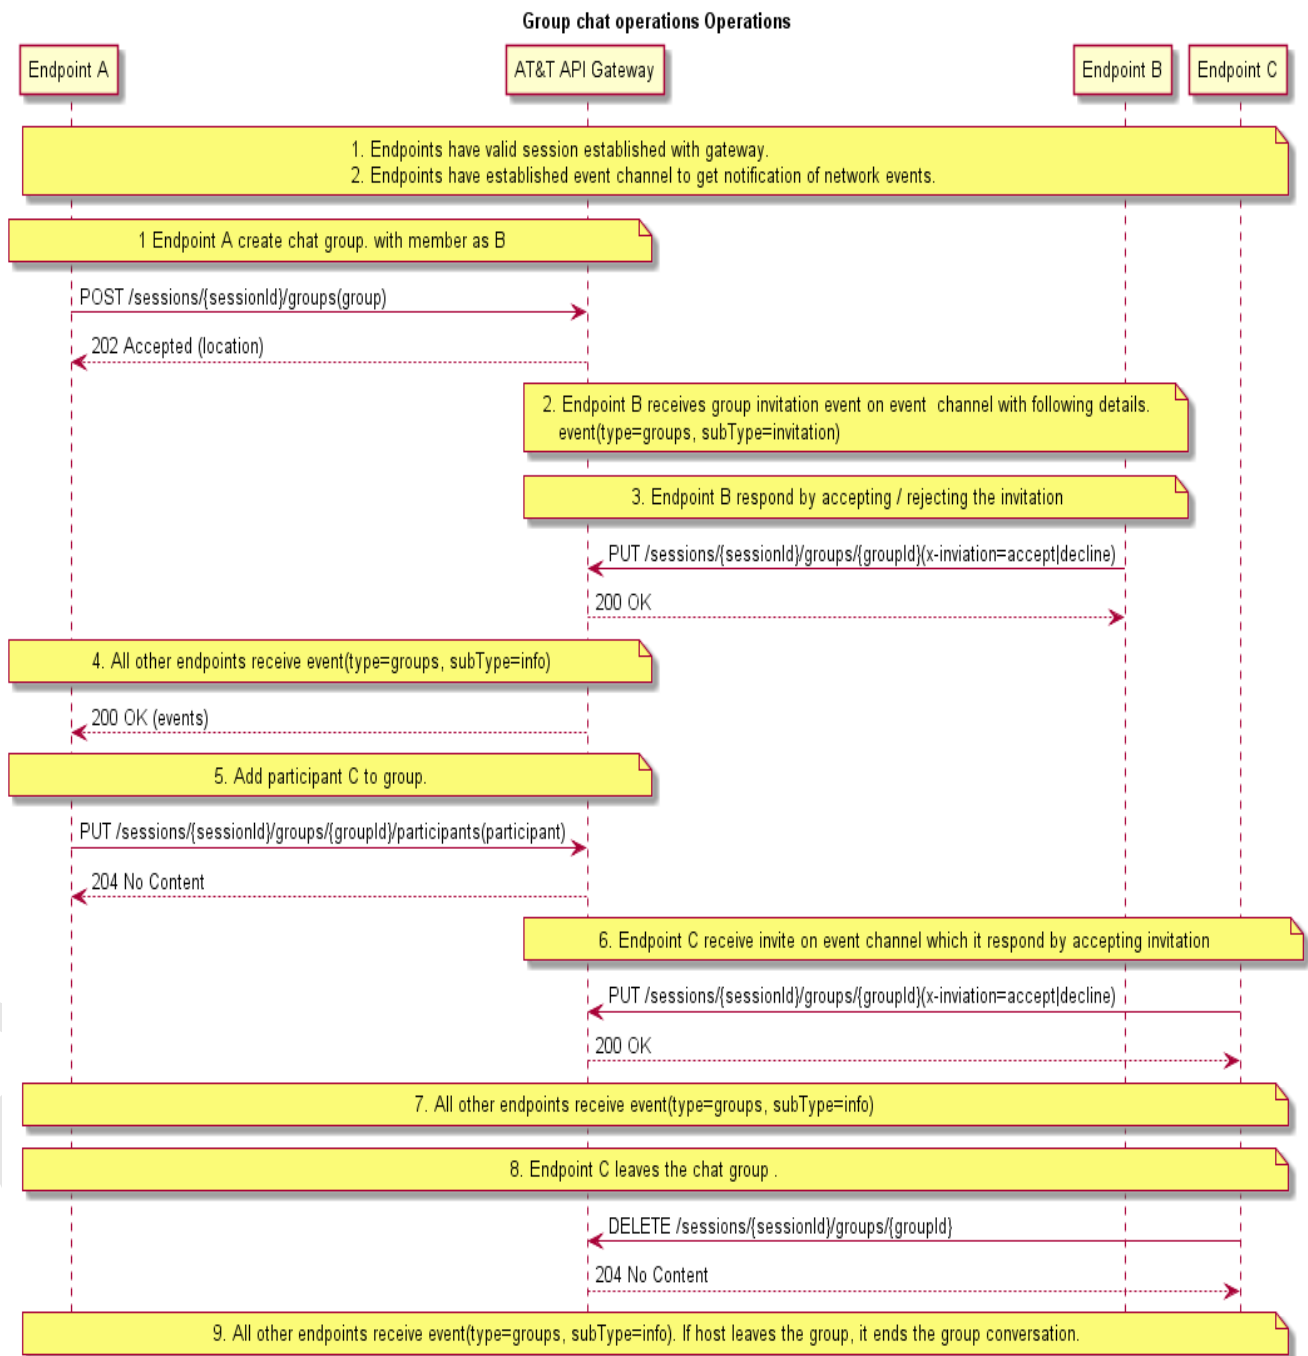 Group chat operations Operations
Endpoint A
AT&T API Gateway
Endpoint B
Endpoint C
1. Endpoints have valid session established with gateway.
2. Endpoints have established event channel to get notification of network events.
1 Endpoint A create chat group. with member as B
POST /sessions/{sessionId}/groups(group)
202 Accepted (location)
2. Endpoint B receives group invitation event on event  channel with following details.
event(type=groups, subType=invitation)
3. Endpoint B respond by accepting / rejecting the invitation
PUT /sessions/{sessionId}/groups/{groupId}(x-inviation=accept|decline)
200 OK
4. All other endpoints receive event(type=groups, subType=info)
200 OK (events)
5. Add participant C to group.
PUT /sessions/{sessionId}/groups/{groupId}/participants(participant)
204 No Content
6. Endpoint C receive invite on event channel which it respond by accepting invitation
PUT /sessions/{sessionId}/groups/{groupId}(x-inviation=accept|decline)
200 OK
7. All other endpoints receive event(type=groups, subType=info)
8. Endpoint C leaves the chat group .
DELETE /sessions/{sessionId}/groups/{groupId}
204 No Content
9. All other endpoints receive event(type=groups, subType=info). If host leaves the group, it ends the group conversation.